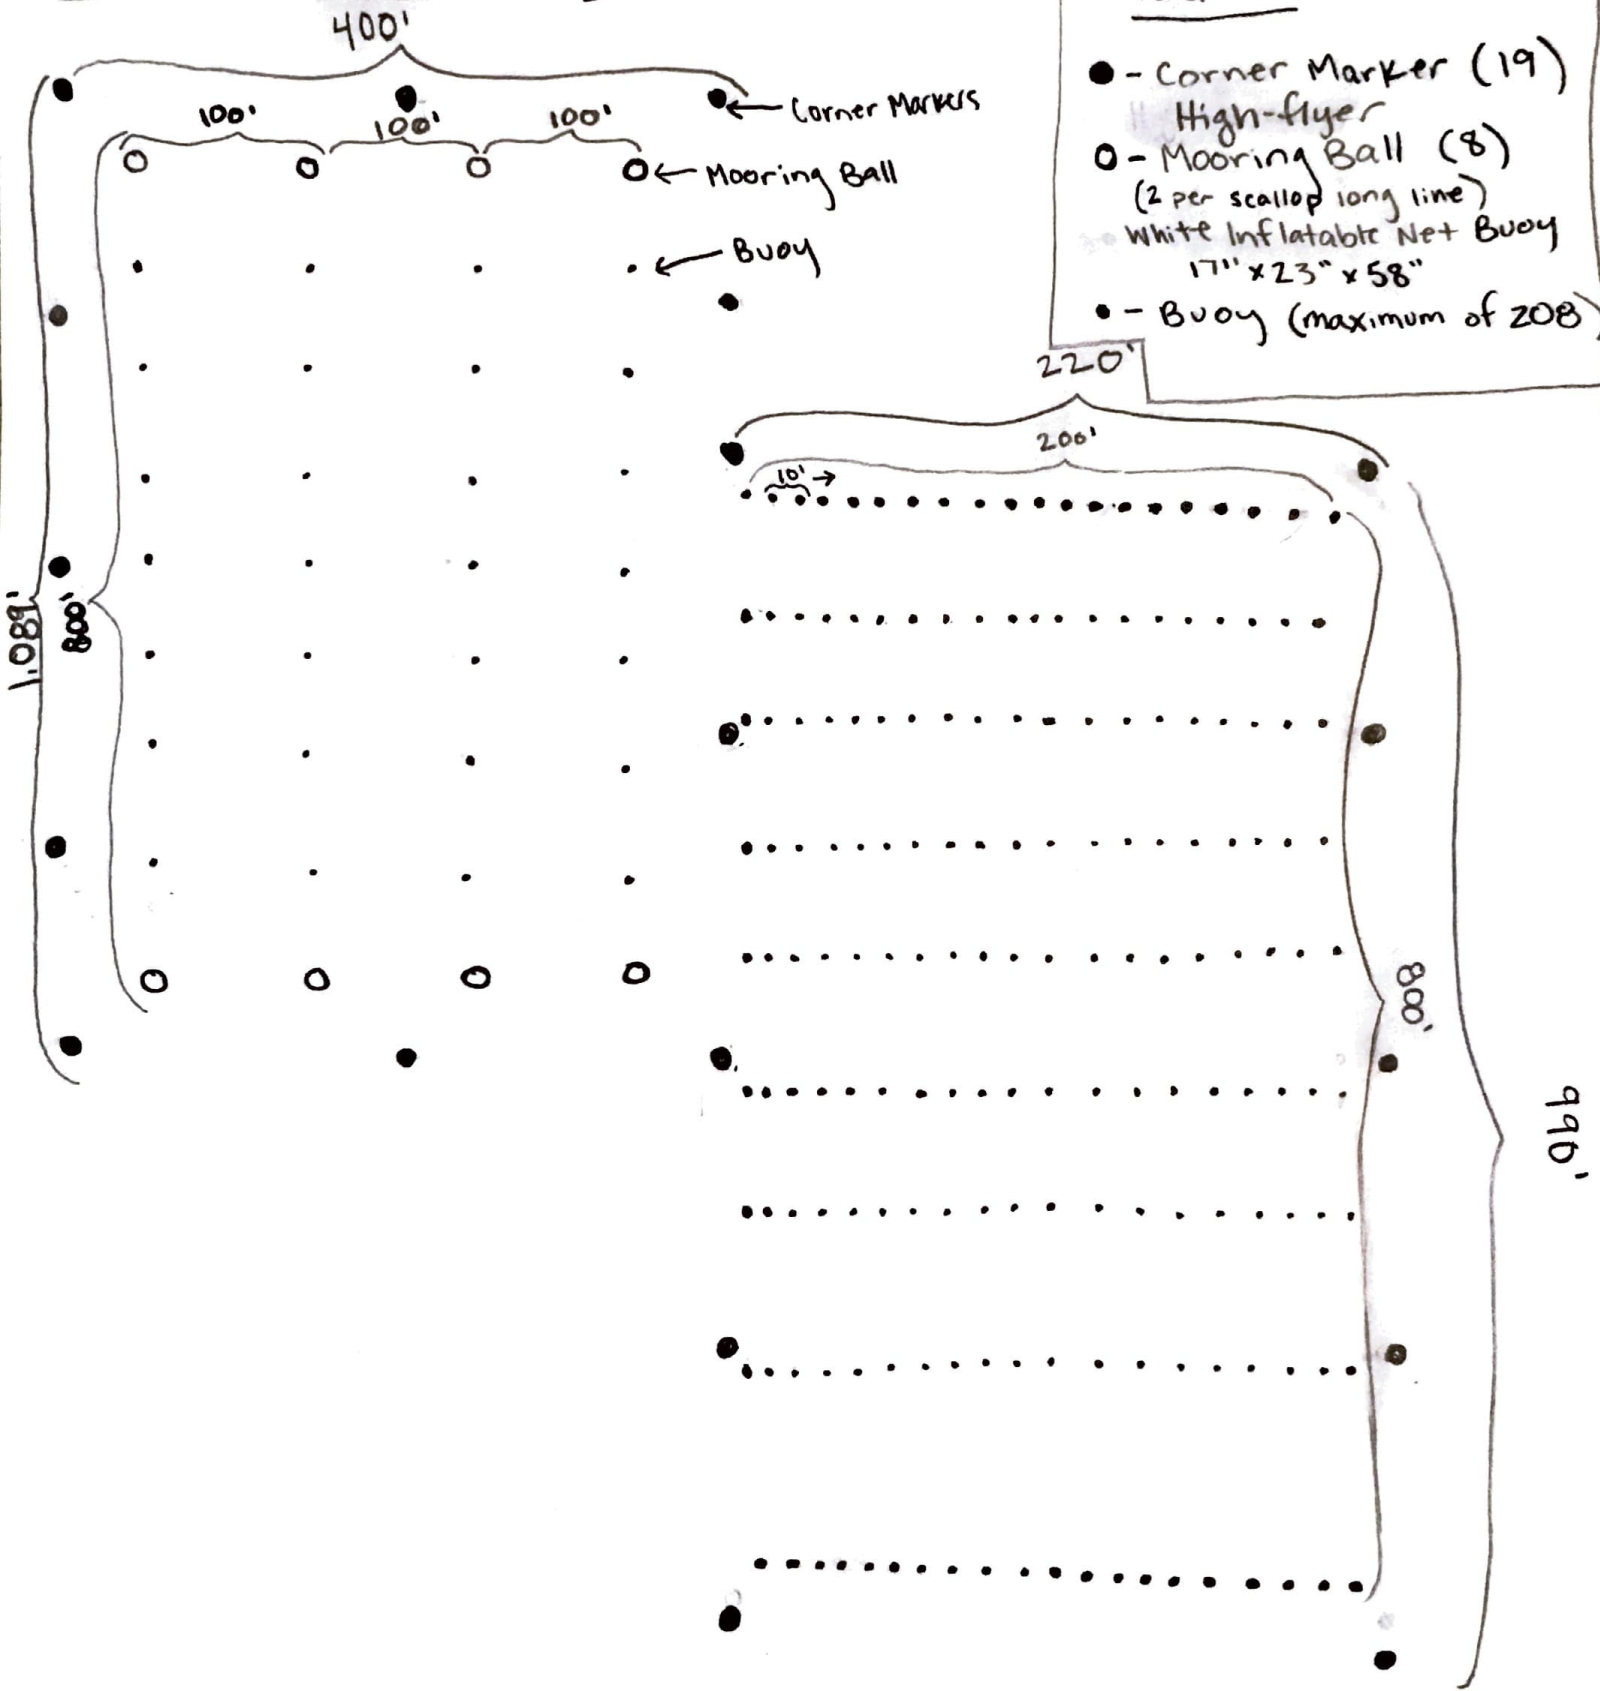 400'
● - Corner Marker (19)
High-flyer
O - Mooring Ball (8)
(2 per scallop long line)
White Inflatable Net Buoy
17" x 23" x 58"
• - Buoy (maximum of 208)
100'
100'
100'
← Corner Markers
← Mooring Ball
← Buoy
220'
200'
10' →
1,089'
800'
800'
990'